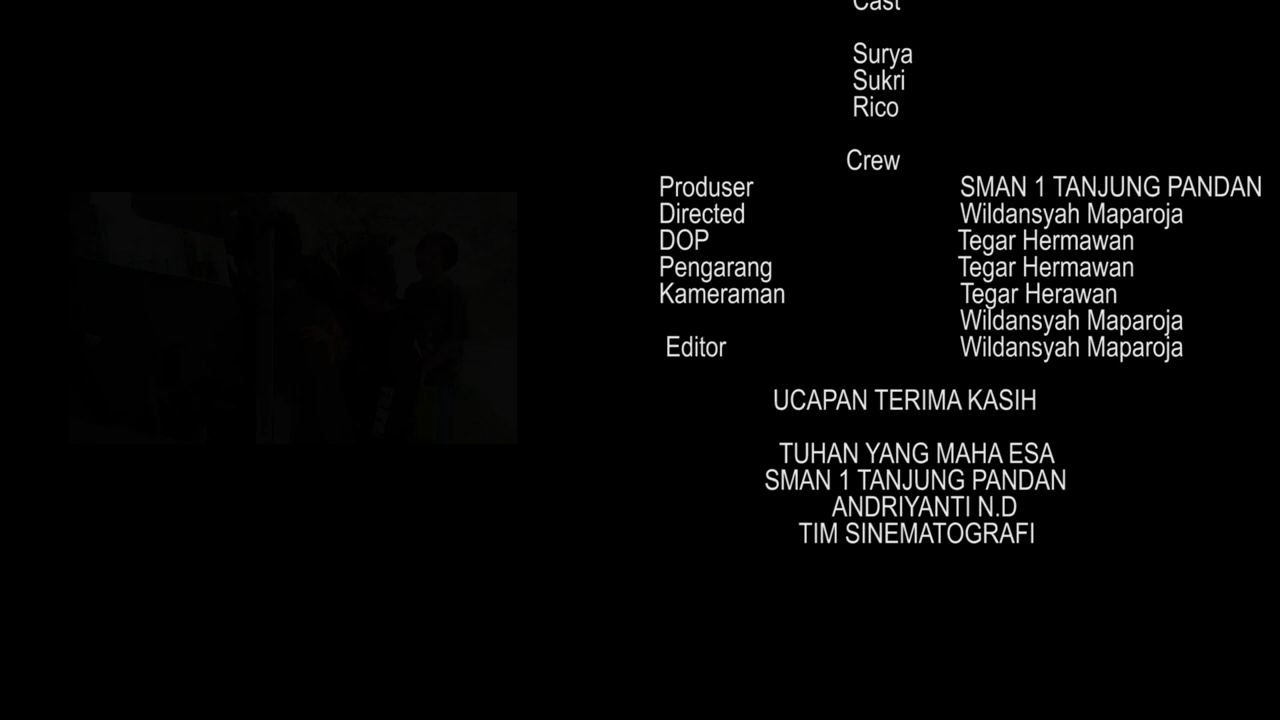 Cast
Surya
Sukri
Rico
Crew
Produser SMAN 1 TANJUNG PANDAN
Directed Wildansyah Maparoja
DOP Tegar Hermawan
Pengarang Tegar Hermawan
Kameraman Tegar Herawan
Wildansyah Maparoja
Editor Wildansyah Maparoja
UCAPAN TERIMA KASIH
TUHAN YANG MAHA ESA
SMAN 1 TANJUNG PANDAN
ANDRIYANTI N.D
TIM SINEMATOGRAFI